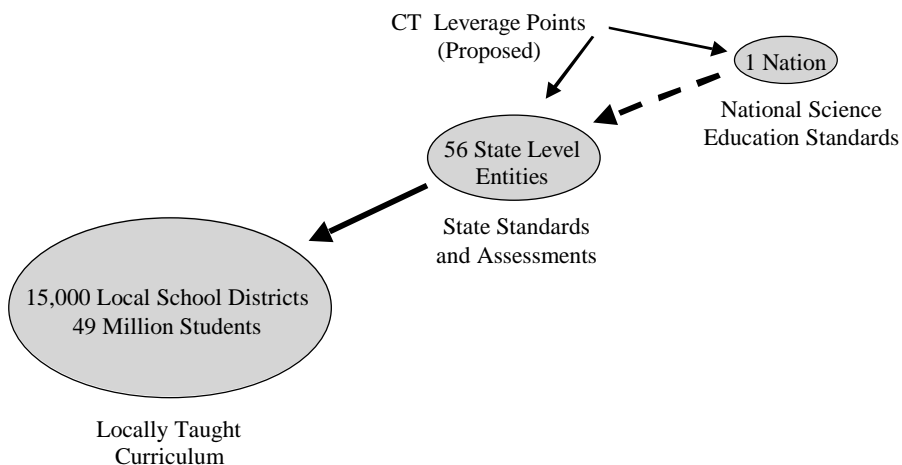 CT Leverage Points
(Proposed)
1 Nation
National Science
Education Standards
56 State Level
Entities
State Standards
and Assessments
15,000 Local School Districts
49 Million Students
Locally Taught
Curriculum